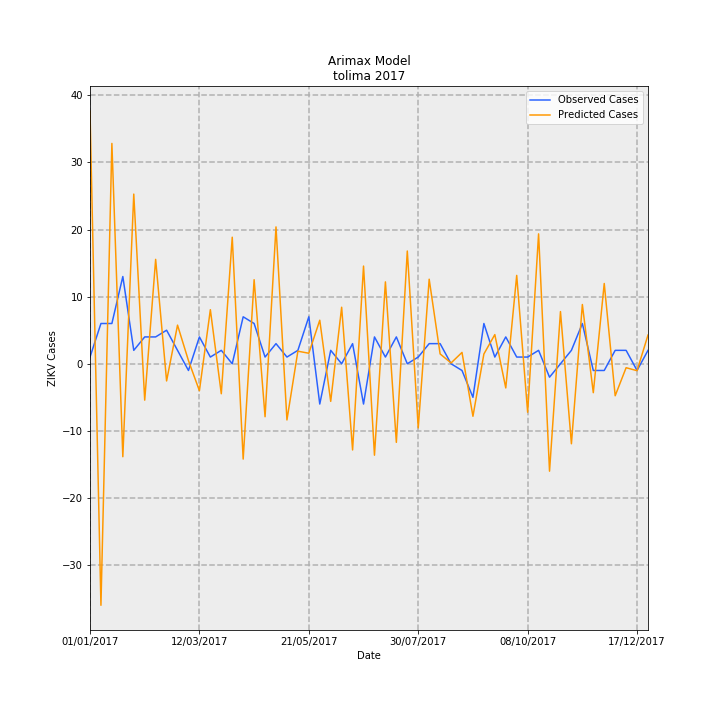 Arimax Model
tolima 2017
Observed Cases
Predicted Cases
ZIKV Cases
40
30
20
10
0
−10
−20
−30
01/01/2017
12/03/2017
21/05/2017
30/07/2017
08/10/2017
17/12/2017
Date